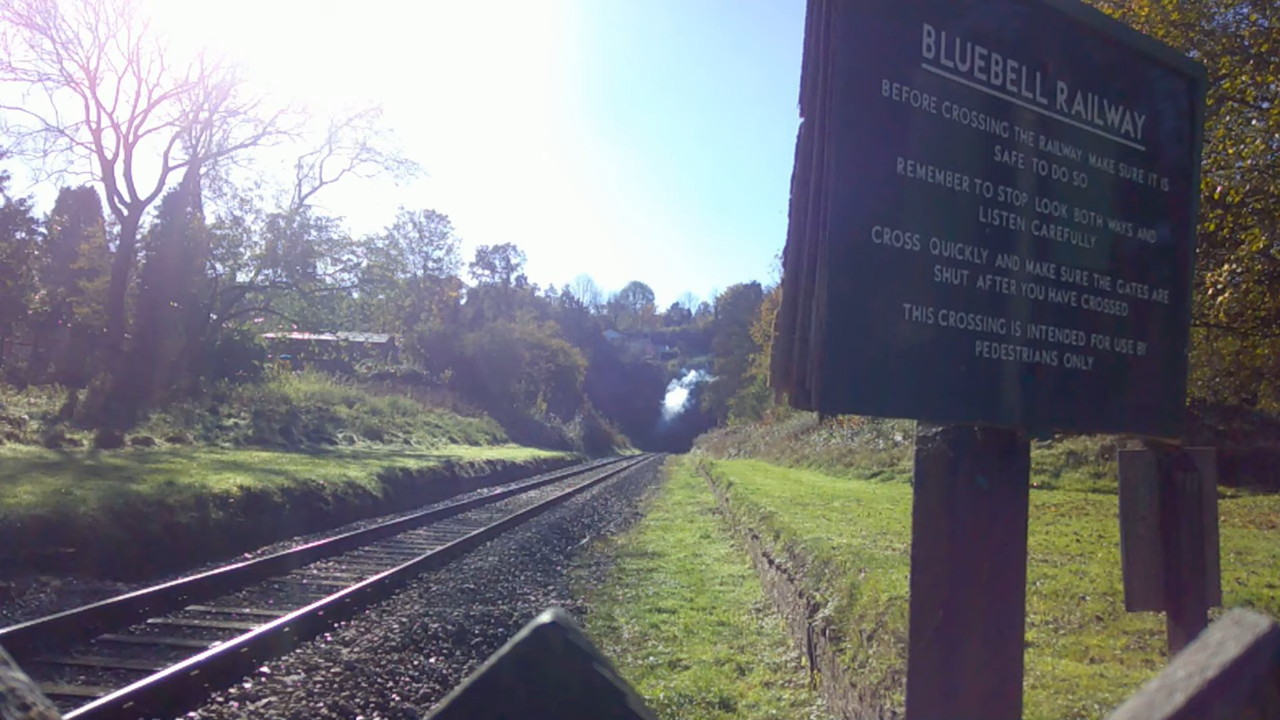 BLUEBELL RAILWAY
BEFORE CROSSING THE RAILWAY MAKE SURE IT IS
SAFE TO DO SO
REMEMBER TO STOP LOOK BOTH WAYS AND
LISTEN CAREFULLY
CROSS QUICKLY AND MAKE SURE THE GATES ARE
SHUT AFTER YOU HAVE CROSSED
THIS CROSSING IS INTENDED FOR USE BY
PEDESTRIANS ONLY